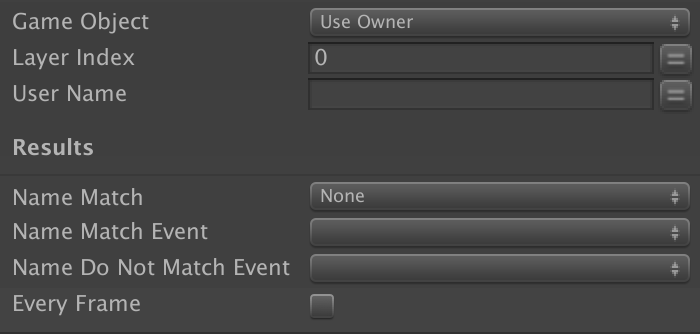 Game Object Use Owner
Layer Index 0
User Name
Results
Name Match None
Name Match Event
Name Do Not Match Event
Every Frame